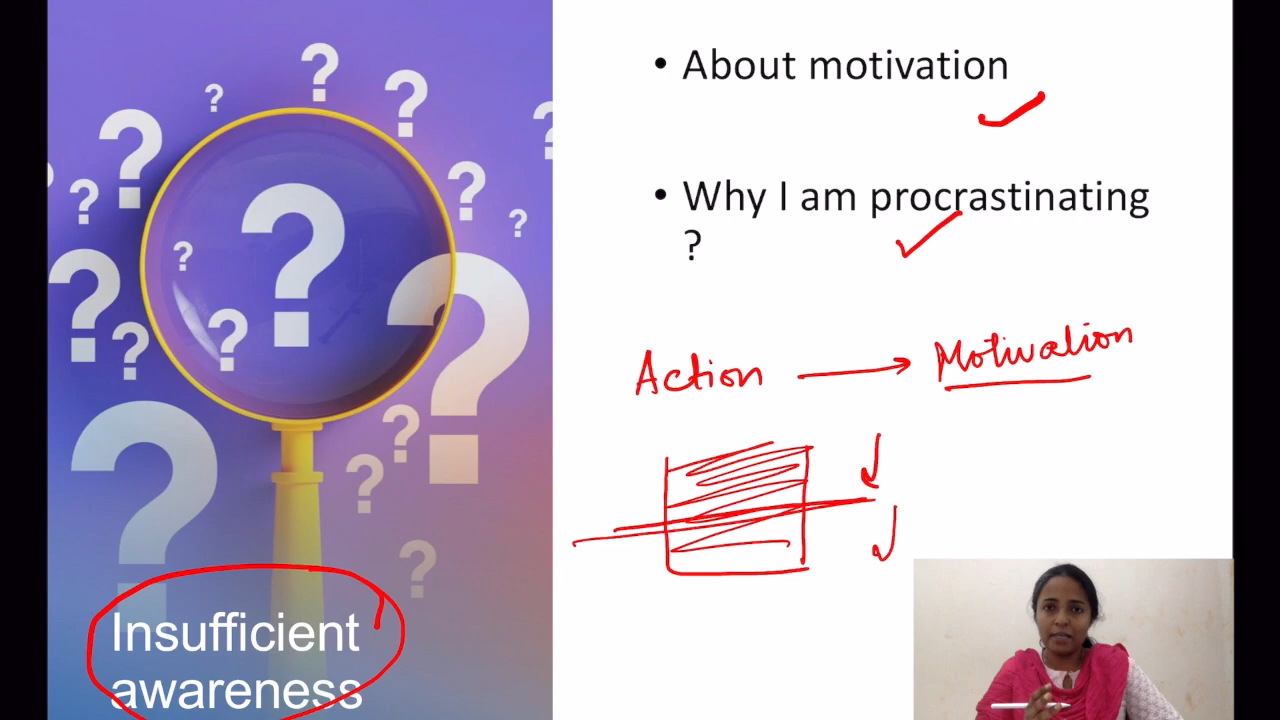 • About motivation
• Why I am procrastinating
?
Action → Motivation
Insufficient
awareness